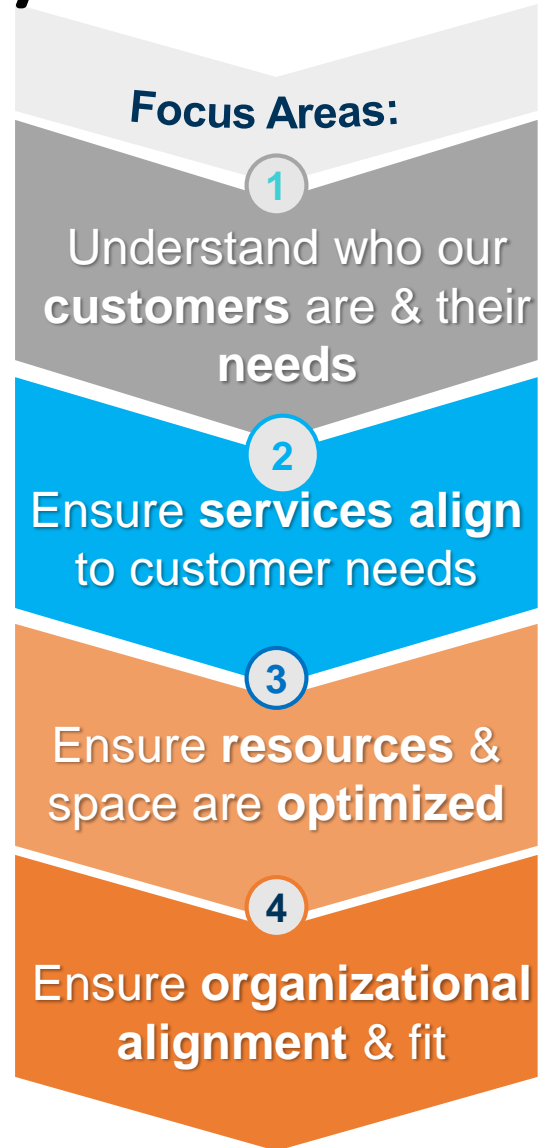 Focus Areas:
1
Understand who our
customers are & their
needs
2
Ensure services align
to customer needs
3
Ensure resources &
space are optimized
4
Ensure organizational
alignment & fit